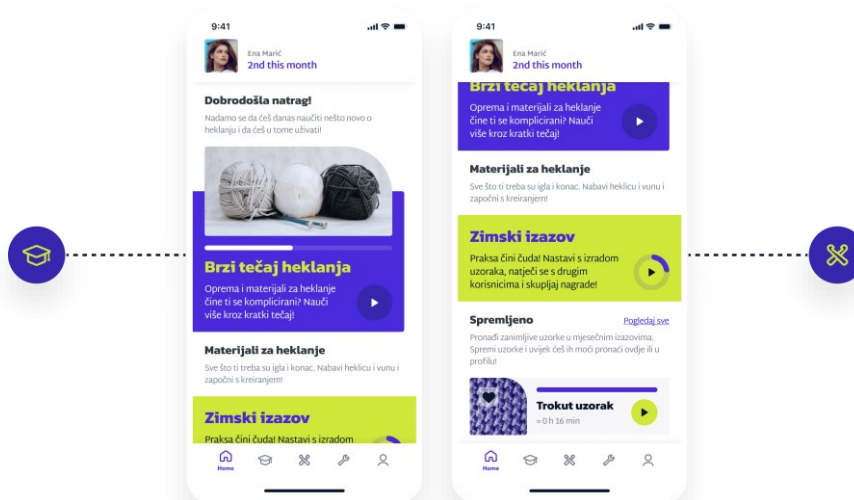 9:41
Ena Marić
2nd this month
Dobrodošla natrag!
Nadamo se da ćeš danas naučiti nešto novo o
heklanju i da ćeš u tome uživati!
Brzi tečaj heklanja
Oprema i materijali za heklanje
čine ti se komplicirani? Nauči
više kroz kratki tečaj!
Materijali za heklanje
Sve što ti treba su igla i konac. Nabavi heklicu i vunu i
započni s kreiranjem!
Zimski izazov
Praksa čini čuda! Nastavi s izradom
Home
9:41
Ena Marić
2nd this month
Brzi tečaj heklanja
Oprema i materijali za heklanje
čine ti se komplicirani? Nauči
više kroz kratki tečaj!
Materijali za heklanje
Sve što ti treba su igla i konac. Nabavi heklicu i vunu i
započni s kreiranjem!
Zimski izazov
Praksa čini čuda! Nastavi s izradom
uzoraka, natječi se s drugim
korisnicima i skupljaj nagrade!
Spremljeno Pogledaj sve
Pronađi zanimljive uzorke u mjesečnim izazovima.
Spremi uzorke i uvijek ćeš ih moći pronaći ovdje ili u
profilu!
Trokut uzorak
≈ 0 h 16 min
Home